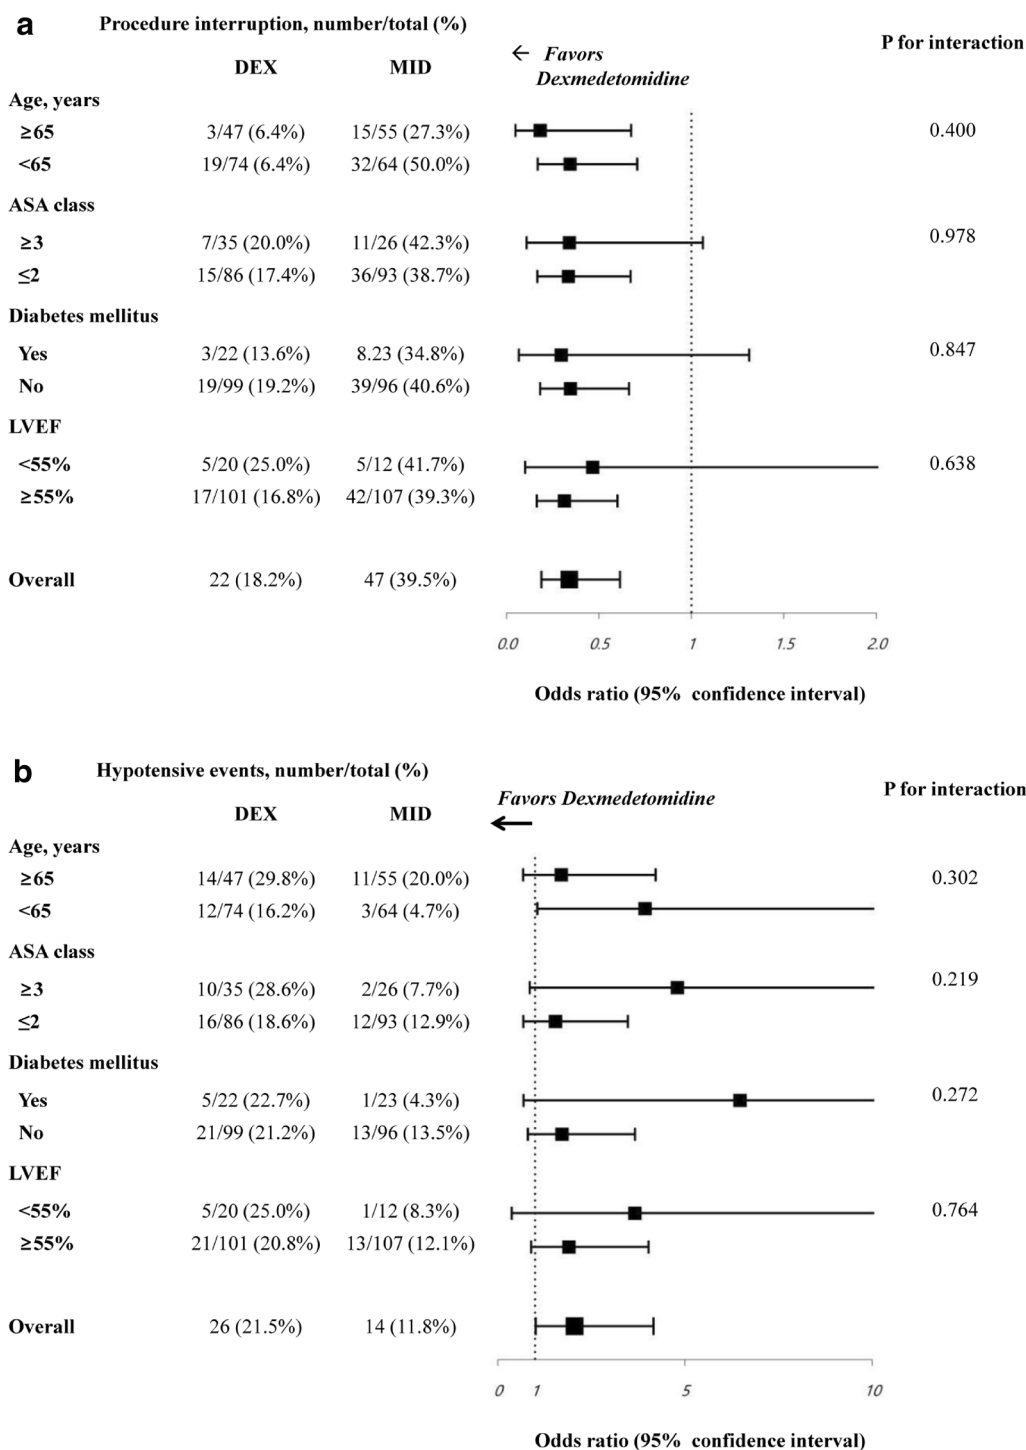 a Procedure interruption, number/total (%)
P for interaction
← Favors
Dexmedetomidine
DEX MID
Age, years
≥65 3/47 (6.4%) 15/55 (27.3%) 0.400
<65 19/74 (6.4%) 32/64 (50.0%)
ASA class
≥3 7/35 (20.0%) 11/26 (42.3%) 0.978
≤2 15/86 (17.4%) 36/93 (38.7%)
Diabetes mellitus
Yes 3/22 (13.6%) 8.23 (34.8%) 0.847
No 19/99 (19.2%) 39/96 (40.6%)
LVEF
<55% 5/20 (25.0%) 5/12 (41.7%) 0.638
≥55% 17/101 (16.8%) 42/107 (39.3%)
Overall 22 (18.2%) 47 (39.5%)
0.0 0.5 1 1.5 2.0
Odds ratio (95% confidence interval)
b Hypotensive events, number/total (%)
P for interaction
Favors Dexmedetomidine
←
DEX MID
Age, years
≥65 14/47 (29.8%) 11/55 (20.0%) 0.302
<65 12/74 (16.2%) 3/64 (4.7%)
ASA class
≥3 10/35 (28.6%) 2/26 (7.7%) 0.219
≤2 16/86 (18.6%) 12/93 (12.9%)
Diabetes mellitus
Yes 5/22 (22.7%) 1/23 (4.3%) 0.272
No 21/99 (21.2%) 13/96 (13.5%)
LVEF
<55% 5/20 (25.0%) 1/12 (8.3%) 0.764
≥55% 21/101 (20.8%) 13/107 (12.1%)
Overall 26 (21.5%) 14 (11.8%)
0 1 5 10
Odds ratio (95% confidence interval)